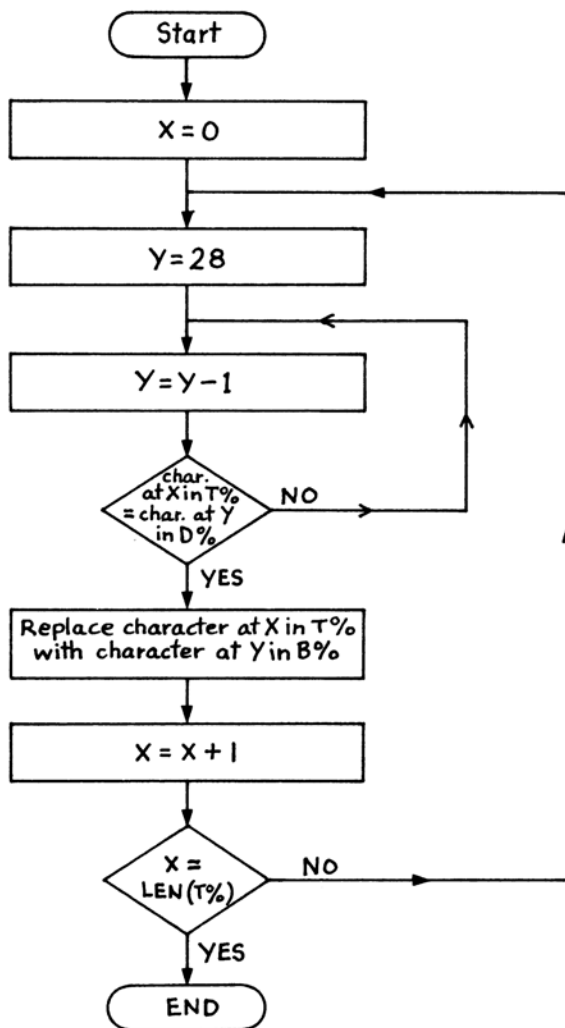 Start
X = 0
Y = 28
Y = Y - 1
char.
at X in T%
= char. at Y
in D%
NO
YES
Replace character at X in T%
with character at Y in B%
X = X + 1
X =
LEN(T%)
NO
YES
END